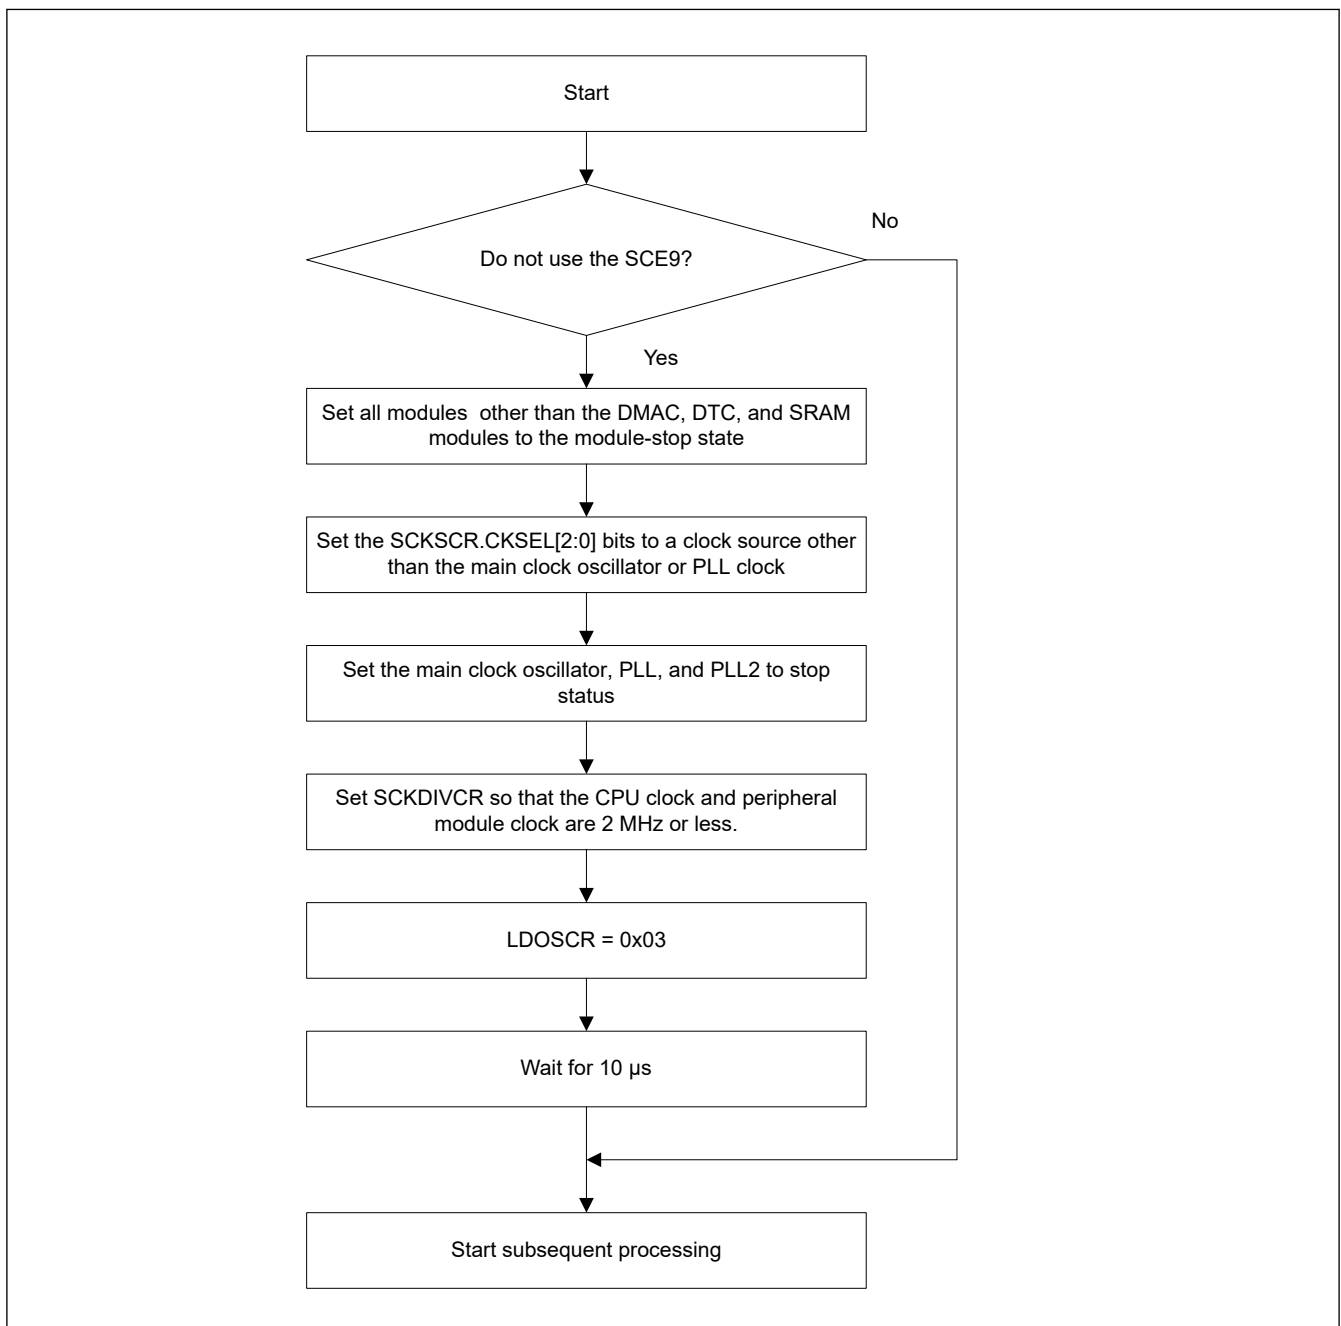 Start
No
Do not use the SCE9?
Yes
Set all modules  other than the DMAC, DTC, and SRAM
modules to the module-stop state
Set the SCKSCR.CKSEL[2:0] bits to a clock source other
than the main clock oscillator or PLL clock
Set the main clock oscillator, PLL, and PLL2 to stop
status
Set SCKDIVCR so that the CPU clock and peripheral
module clock are 2 MHz or less.
LDOSCR = 0x03
Wait for 10 µs
Start subsequent processing